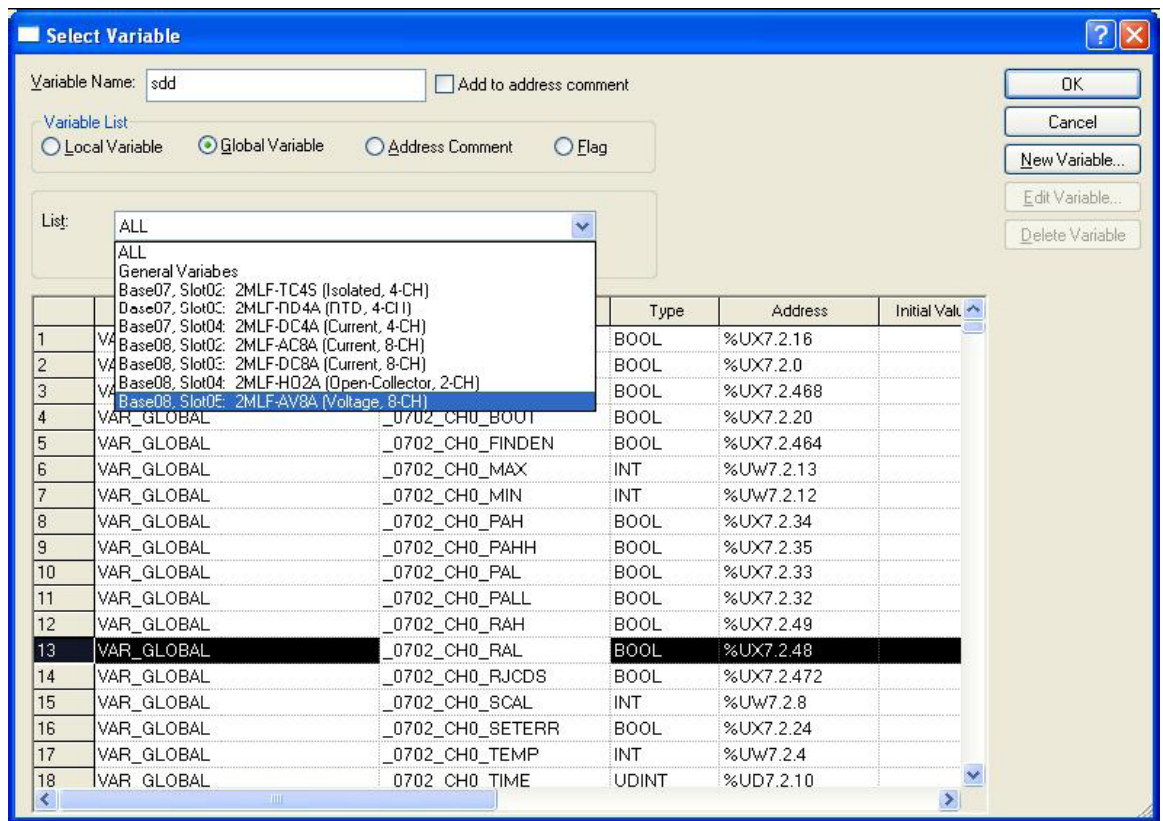 Select Variable
Variable Name: sdd Add to address comment OK
Variable List Cancel
Local Variable Global Variable Address Comment Flag New Variable...
Edit Variable...
List: ALL Delete Variable
ALL
General Variabes
Base07, Slot02: 2MLF-TC4S (Isolated, 4-CH)
4-CH)
Base07, Slot04: 2MLF-DC4A (Current, 4-CH)
Base08, Slot02: 2MLF-AC8A (Current, 8-CH)
Base08, Slot03: 2MLF-DC8A (Current, 8-CH)
Base08, Slot04: 2MLF-HO2A (Open-Collector, 2-CH)
Base08, Slot05: 2MLF-AV8A (Voltage, 8-CH)
Type Address Initial Valu
1 VA BOOL %UX7.2.16
2 VA BOOL %UX7.2.0
3 VA BOOL %UX7.2.468
4 VAR_GLOBAL _0702_CH0_BOUT BOOL %UX7.2.20
5 VAR_GLOBAL _0702_CH0_FINDEN BOOL %UX7.2.464
6 VAR_GLOBAL _0702_CH0_MAX INT %UW7.2.13
7 VAR_GLOBAL _0702_CH0_MIN INT %UW7.2.12
8 VAR_GLOBAL _0702_CH0_PAH BOOL %UX7.2.34
9 VAR_GLOBAL _0702_CH0_PAHH BOOL %UX7.2.35
10 VAR_GLOBAL _0702_CH0_PAL BOOL %UX7.2.33
11 VAR_GLOBAL _0702_CH0_PALL BOOL %UX7.2.32
12 VAR_GLOBAL _0702_CH0_RAH BOOL %UX7.2.49
13 VAR_GLOBAL _0702_CH0_RAL BOOL %UX7.2.48
14 VAR_GLOBAL _0702_CH0_RJCDS BOOL %UX7.2.472
15 VAR_GLOBAL _0702_CH0_SCAL INT %UW7.2.8
16 VAR_GLOBAL _0702_CH0_SETERR BOOL %UX7.2.24
17 VAR_GLOBAL _0702_CH0_TEMP INT %UW7.2.4
18 VAR_GLOBAL _0702_CH0_TIME UDINT %UD7.2.10